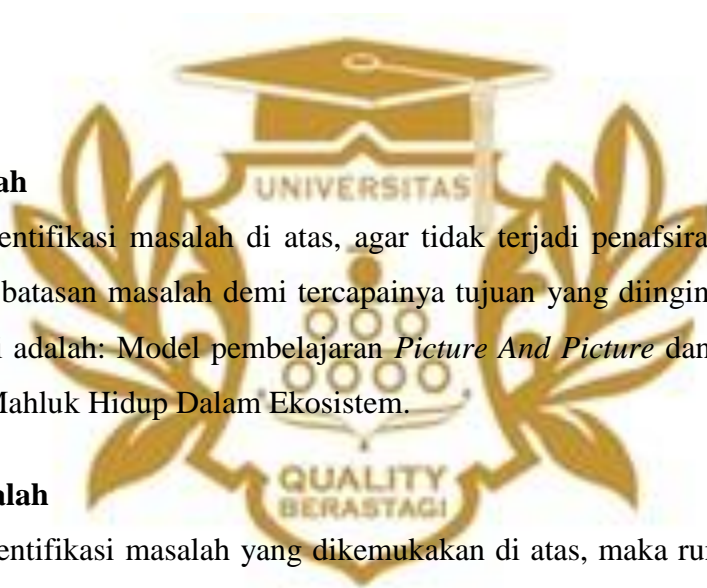 ah
UNIVERSITAS
entifikasi masalah di atas, agar tidak terjadi penafsira
batasan masalah demi tercapainya tujuan yang diingin
i adalah: Model pembelajaran Picture And Picture dan
Mahluk Hidup Dalam Ekosistem.
QUALITY
alah
BERASTAGI
entifikasi masalah yang dikemukakan di atas, maka ru